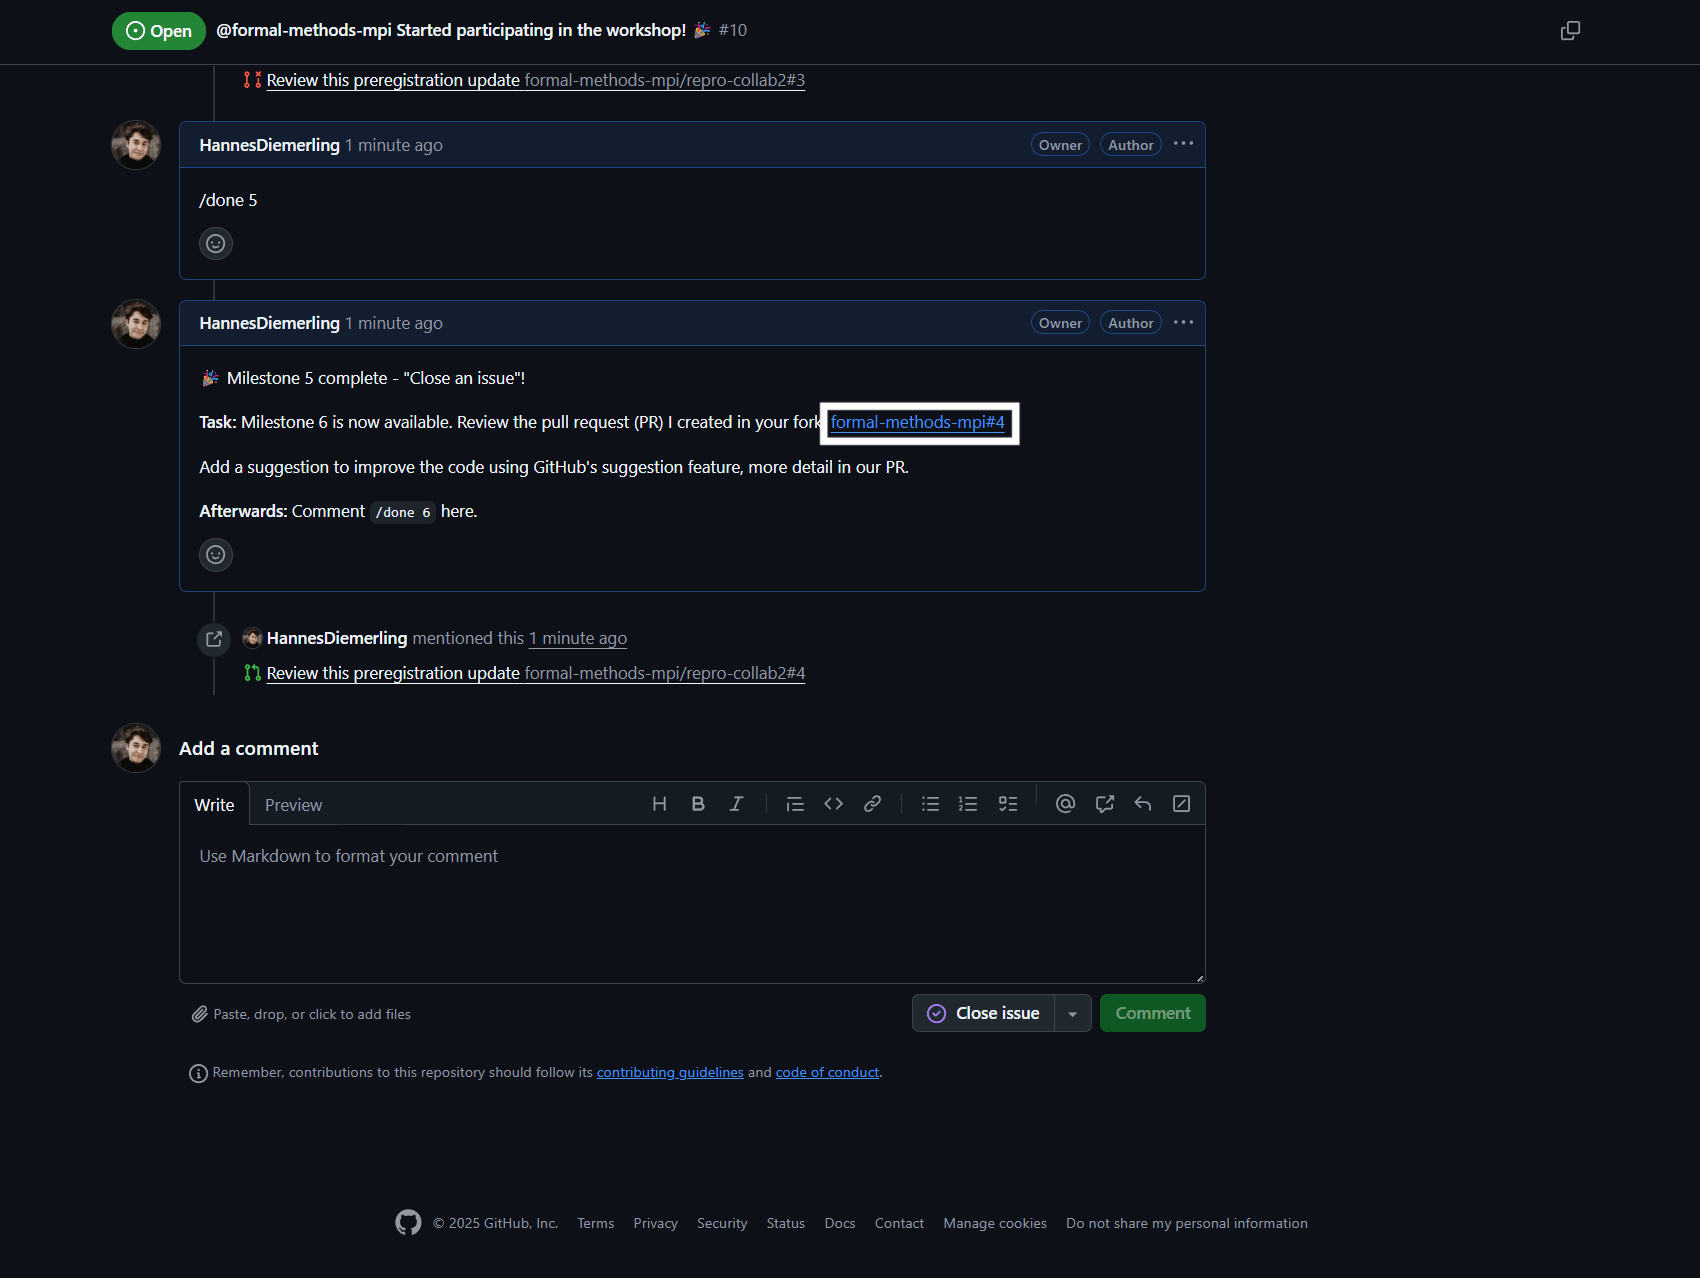 Open @formal-methods-mpi Started participating in the workshop! 🎉 #10
Review this preregistration update formal-methods-mpi/repro-collab2#3
HannesDiemerling 1 minute ago Owner Author ···
/done 5
HannesDiemerling 1 minute ago Owner Author ···
🎉 Milestone 5 complete - "Close an issue"!
Task: Milestone 6 is now available. Review the pull request (PR) I created in your fork formal-methods-mpi#4
Add a suggestion to improve the code using GitHub's suggestion feature, more detail in our PR.
Afterwards: Comment /done 6 here.
HannesDiemerling mentioned this 1 minute ago
Review this preregistration update formal-methods-mpi/repro-collab2#4
Add a comment
Write Preview
Use Markdown to format your comment
Paste, drop, or click to add files
Close issue Comment
Remember, contributions to this repository should follow its contributing guidelines and code of conduct.
© 2025 GitHub, Inc. Terms Privacy Security Status Docs Contact Manage cookies Do not share my personal information